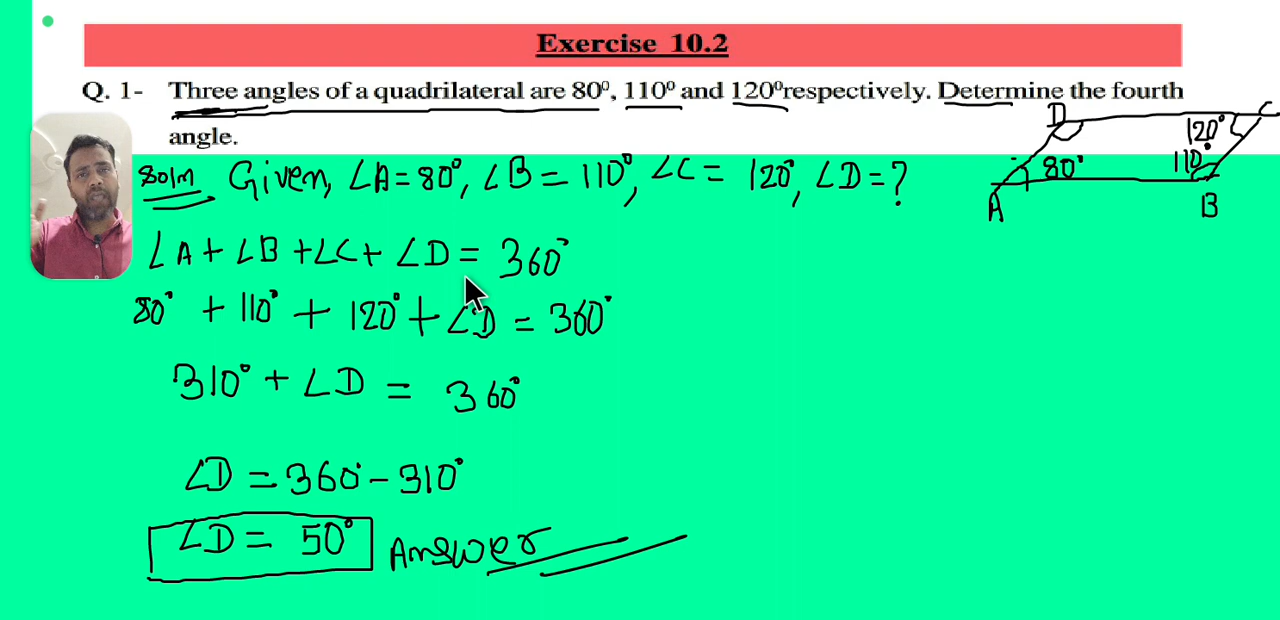 Exercise 10.2
Q. 1- Three angles of a quadrilateral are 80⁰, 110⁰ and 120⁰respectively. Determine the fourth
angle.
D C
120°
80° 110°
A B
Soln Given, ∠A = 80°, ∠B = 110°, ∠C = 120°, ∠D = ?
∠A + ∠B + ∠C + ∠D = 360°
80° + 110° + 120° + ∠D = 360°
310° + ∠D = 360°
∠D = 360° - 310°
∠D = 50° Answer